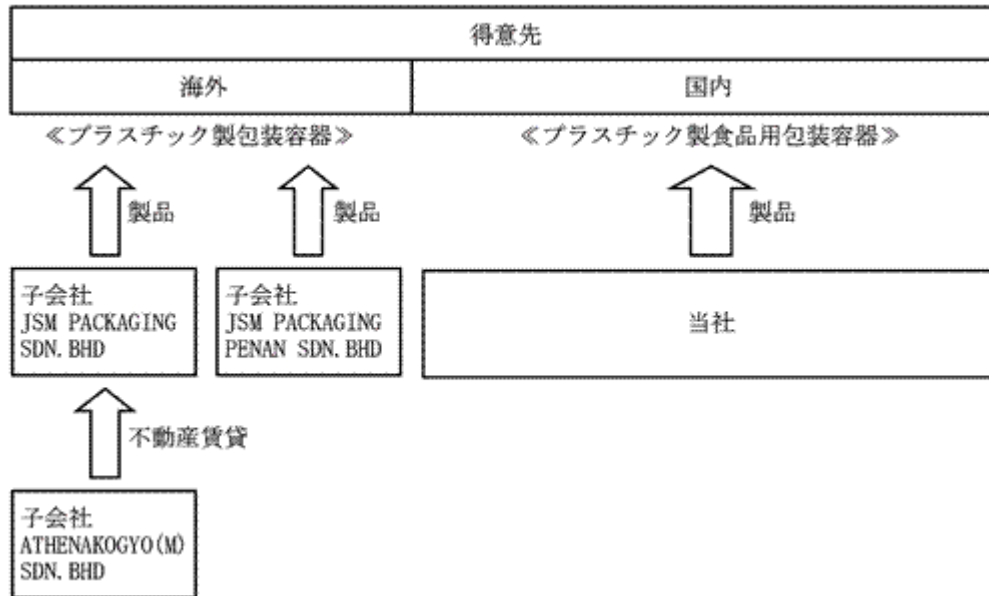 得意先
海外
国内
≪プラスチック製包装容器≫
≪プラスチック製食品用包装容器≫
製品
製品
製品
子会社
JSM PACKAGING
SDN.BHD
子会社
JSM PACKAGING
PENAN SDN.BHD
当社
不動産賃貸
子会社
ATHENAKOGYO(M)
SDN.BHD